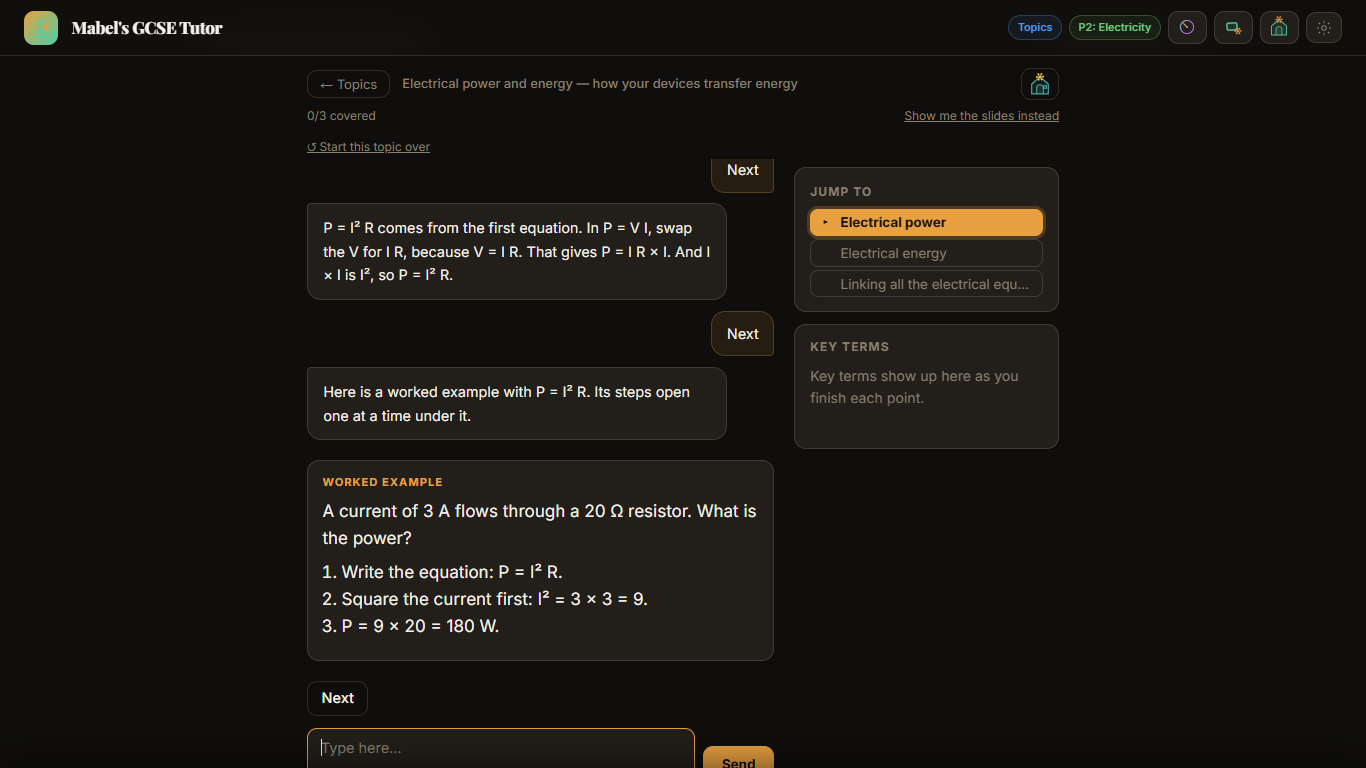 Mabel's GCSE Tutor
Topics
P2: Electricity
← Topics
Electrical power and energy — how your devices transfer energy
0/3 covered
Show me the slides instead
↺ Start this topic over
Next
P = I² R comes from the first equation. In P = V I, swap
the V for I R, because V = I R. That gives P = I R × I. And I
× I is I², so P = I² R.
Next
Here is a worked example with P = I² R. Its steps open
one at a time under it.
WORKED EXAMPLE
A current of 3 A flows through a 20 Ω resistor. What is
the power?
1. Write the equation: P = I² R.
2. Square the current first: I² = 3 × 3 = 9.
3. P = 9 × 20 = 180 W.
Next
Type here...
Send
JUMP TO
Electrical power
Electrical energy
Linking all the electrical equ...
KEY TERMS
Key terms show up here as you
finish each point.